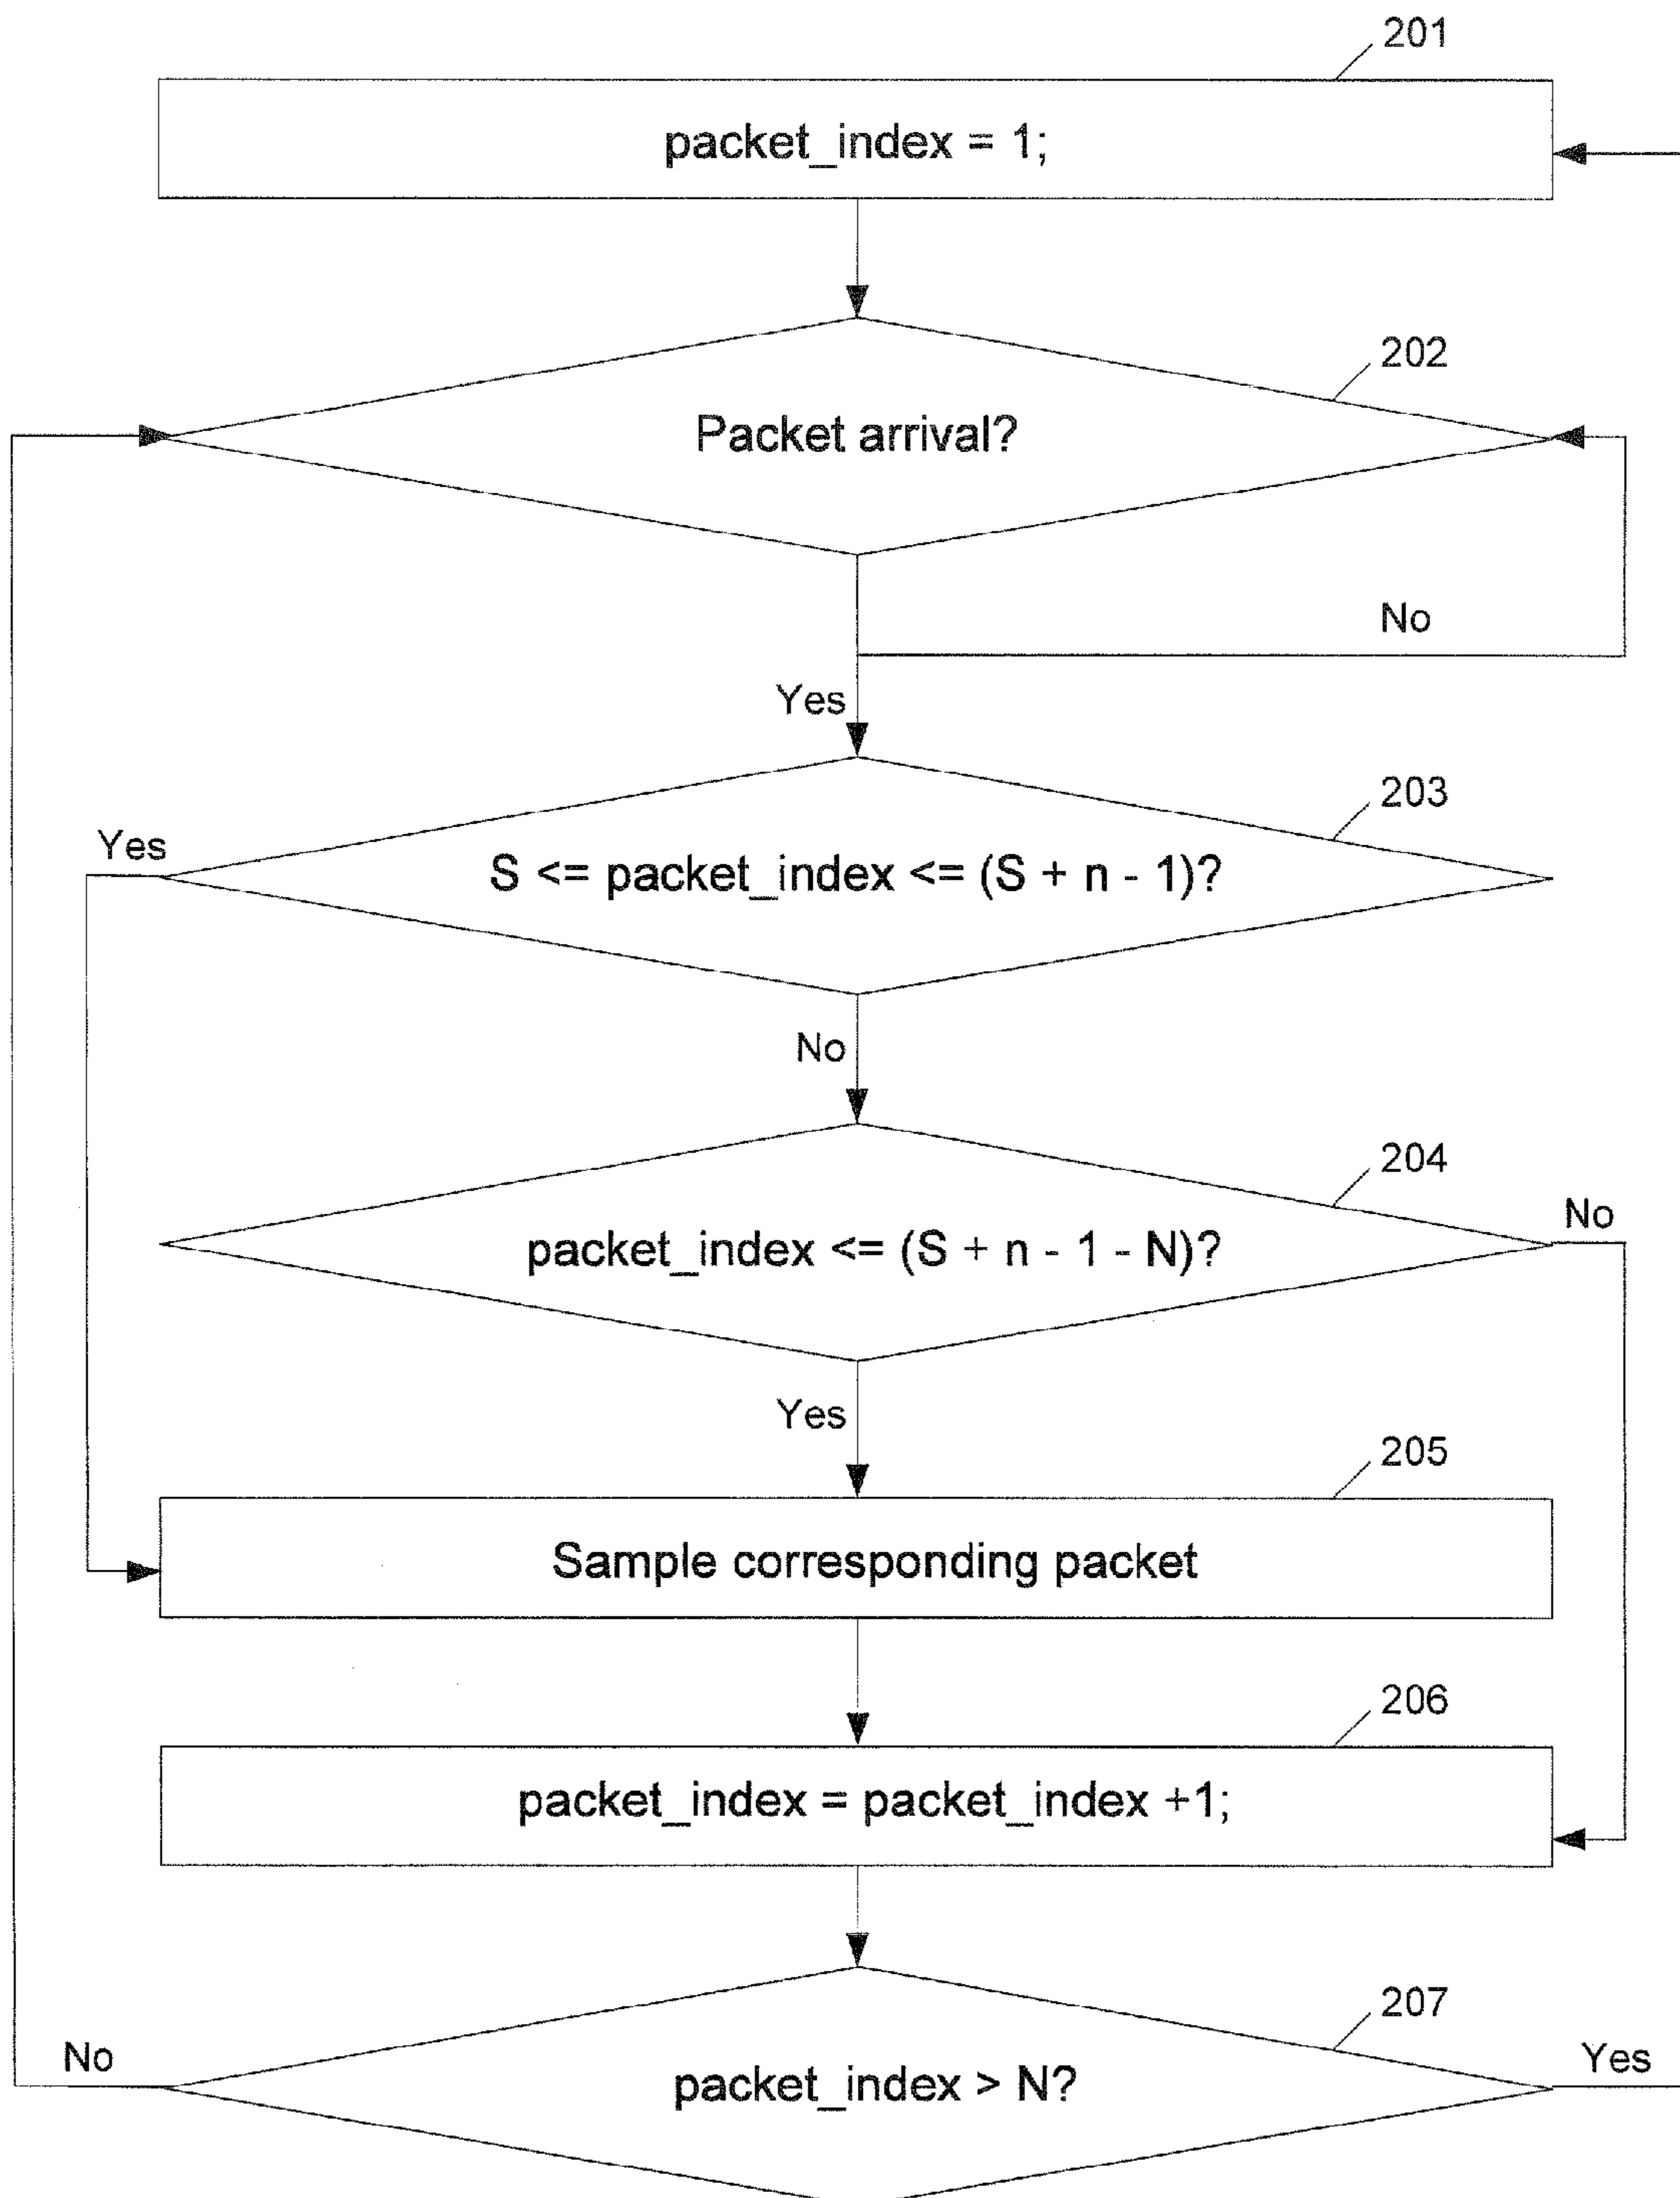 201
packet_index = 1;
202
Packet arrival?
No
Yes
203
Yes
S <= packet_index <= (S + n - 1)?
No
204
No
packet_index <= (S + n - 1 - N)?
Yes
205
Sample corresponding packet
206
packet_index = packet_index +1;
207
No
Yes
packet_index > N?